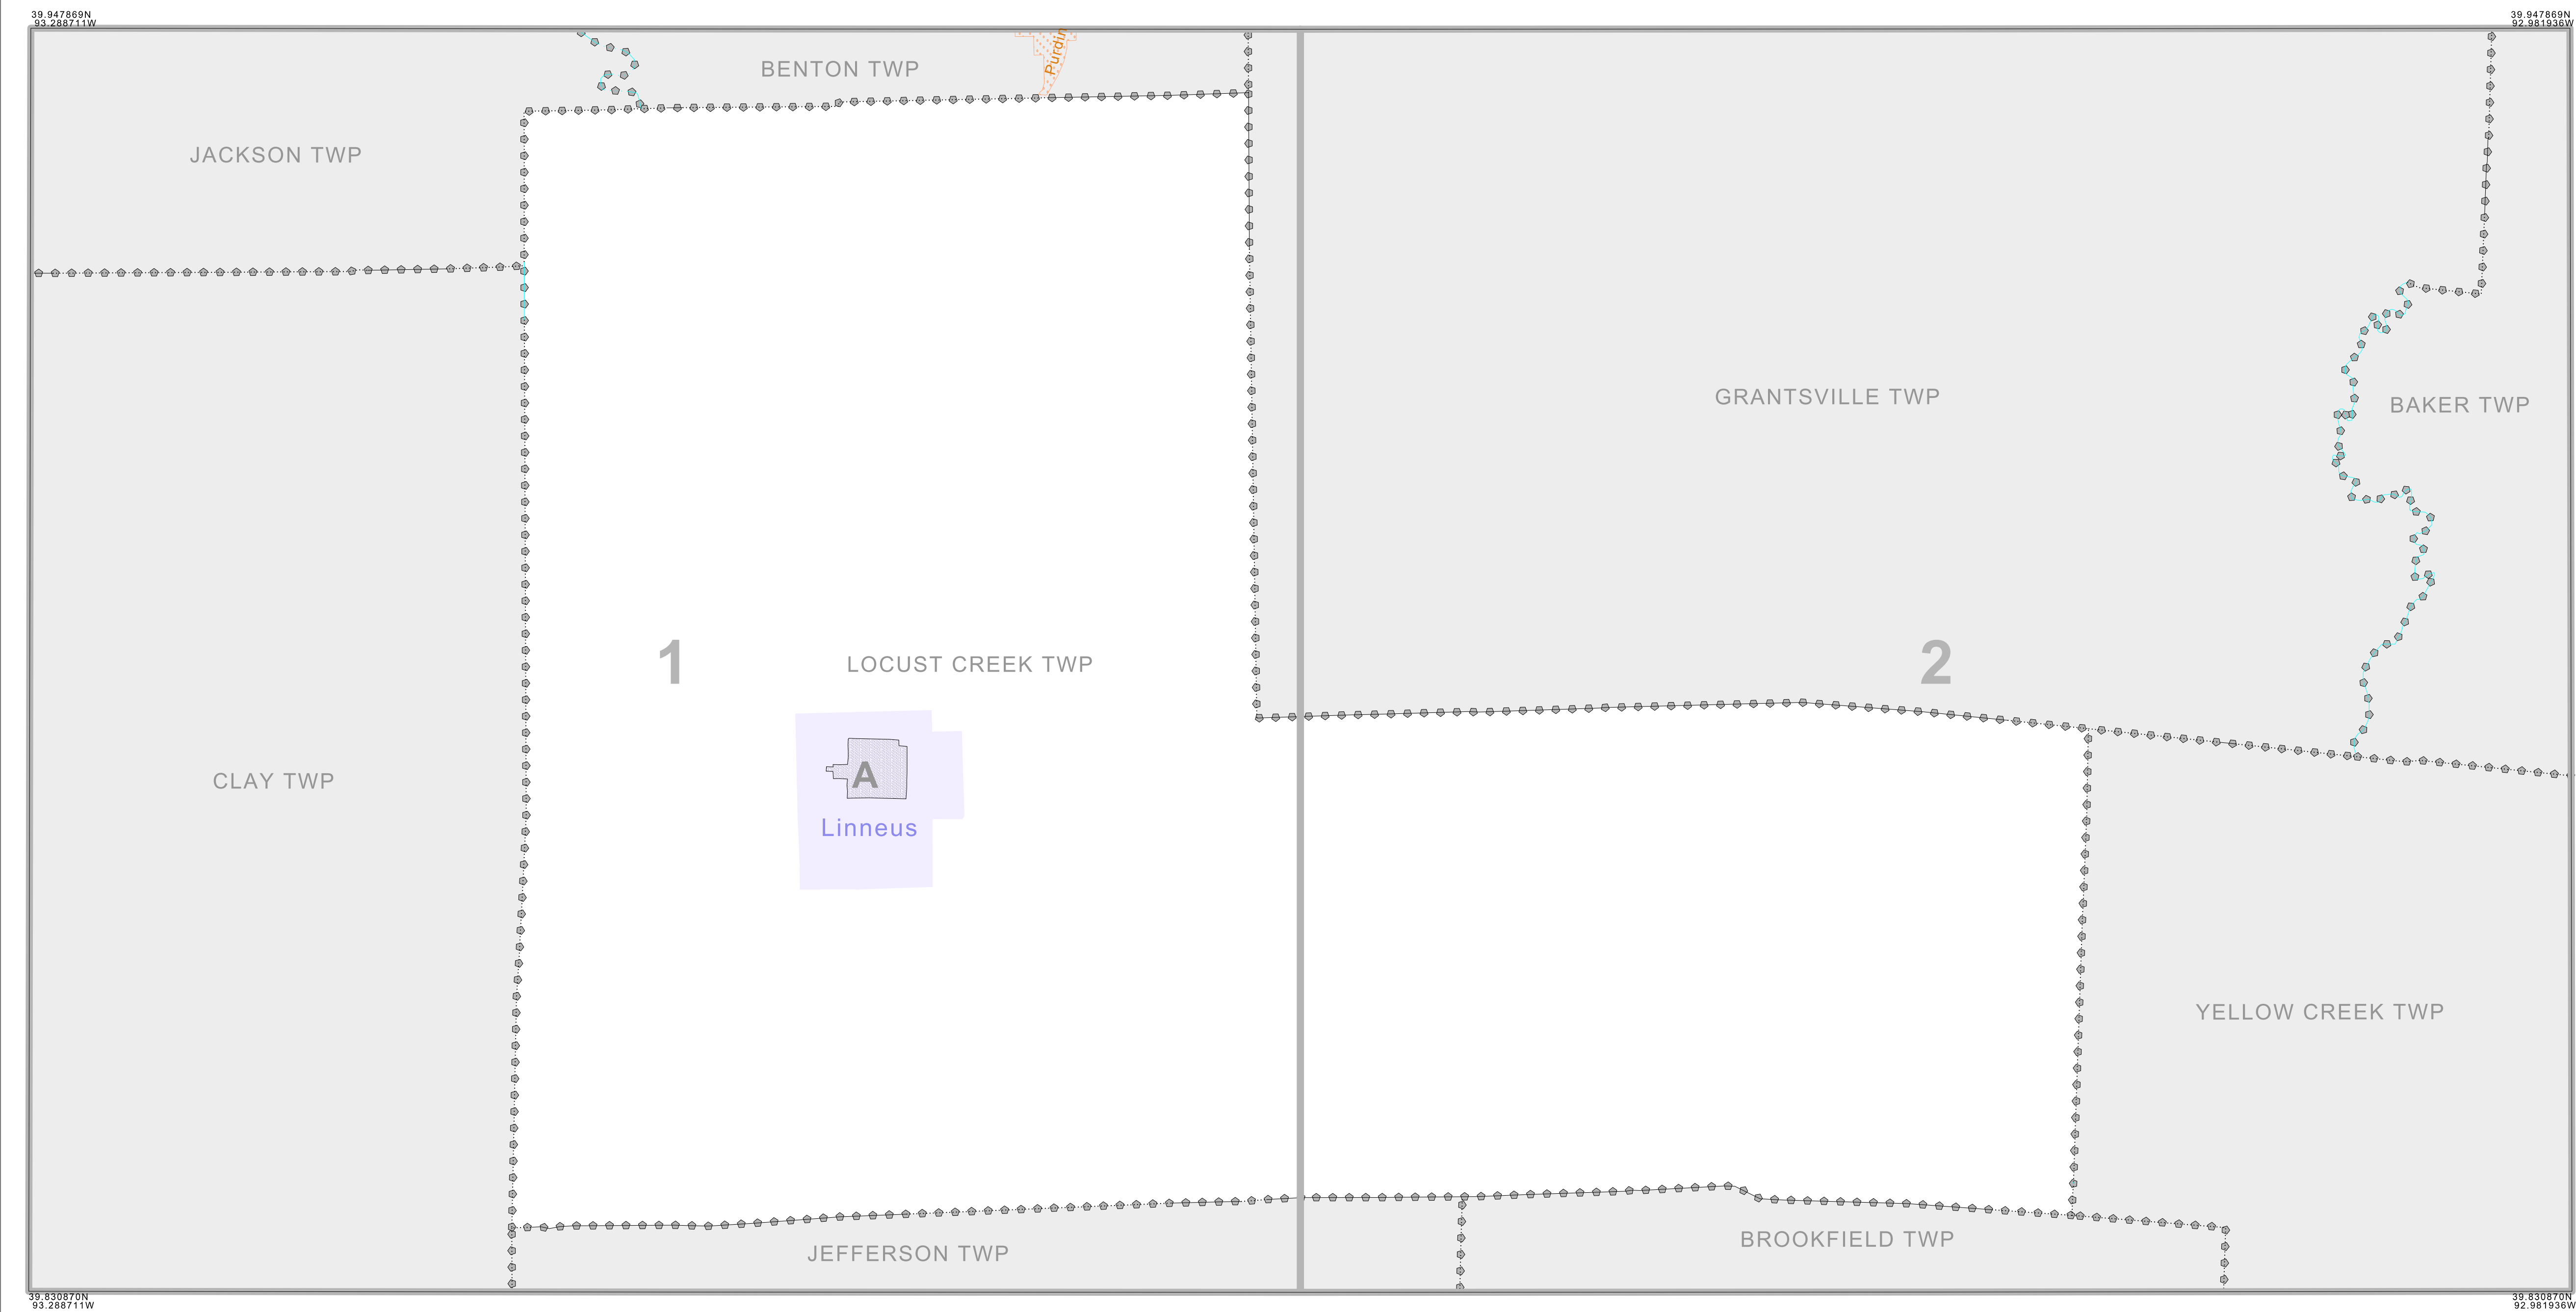 39.947869N
93.288711W
39.947869N
92.981936W
BENTON TWP
Purdin
JACKSON TWP
GRANTSVILLE TWP
BAKER TWP
1
LOCUST CREEK TWP
2
A
CLAY TWP
Linneus
YELLOW CREEK TWP
JEFFERSON TWP
BROOKFIELD TWP
39.830870N
93.288711W
39.830870N
92.981936W